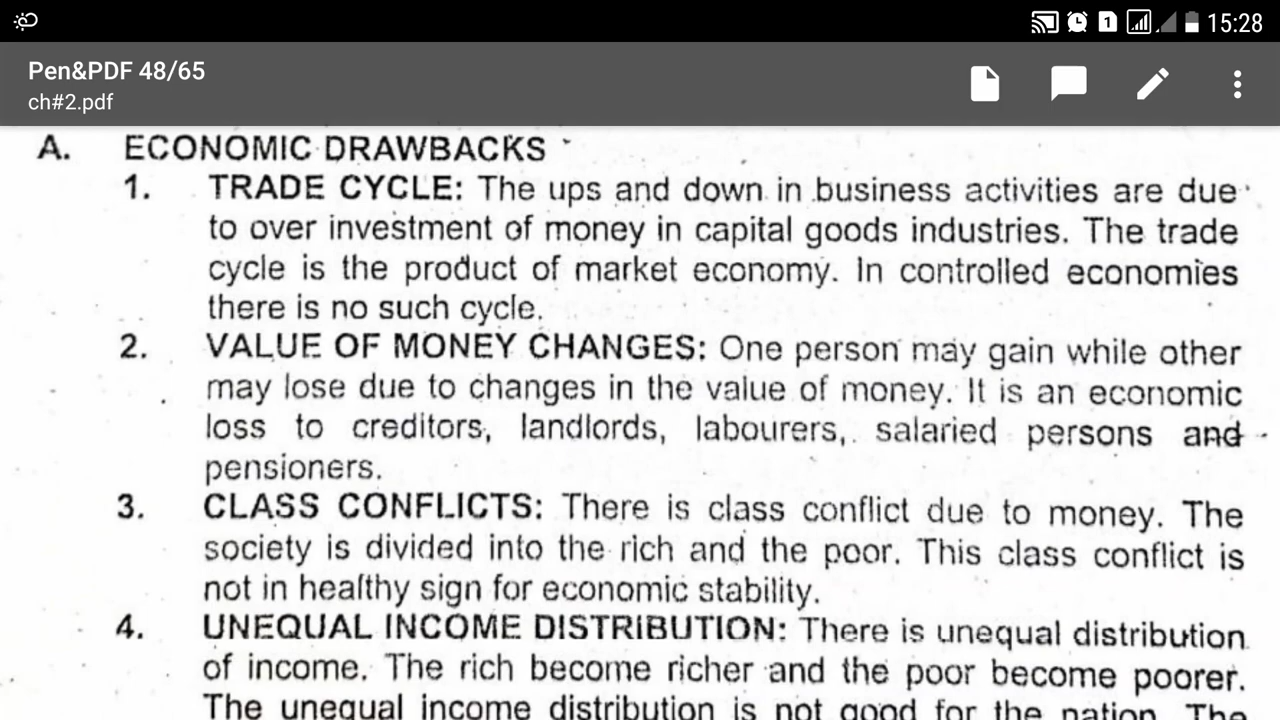 1 15:28
Pen&PDF 48/65
ch#2.pdf
A. ECONOMIC DRAWBACKS
1. TRADE CYCLE: The ups and down in business activities are due
to over investment of money in capital goods industries. The trade
cycle is the product of market economy. In controlled economies
there is no such cycle.
2. VALUE OF MONEY CHANGES: One person may gain while other
may lose due to changes in the value of money. It is an economic
loss to creditors, landlords, labourers, salaried persons and
pensioners.
3. CLASS CONFLICTS: There is class conflict due to money. The
society is divided into the rich and the poor. This class conflict is
not in healthy sign for economic stability.
4. UNEQUAL INCOME DISTRIBUTION: There is unequal distribution
of income. The rich become richer and the poor become poorer.
The unequal income distribution is not good for the nation. The